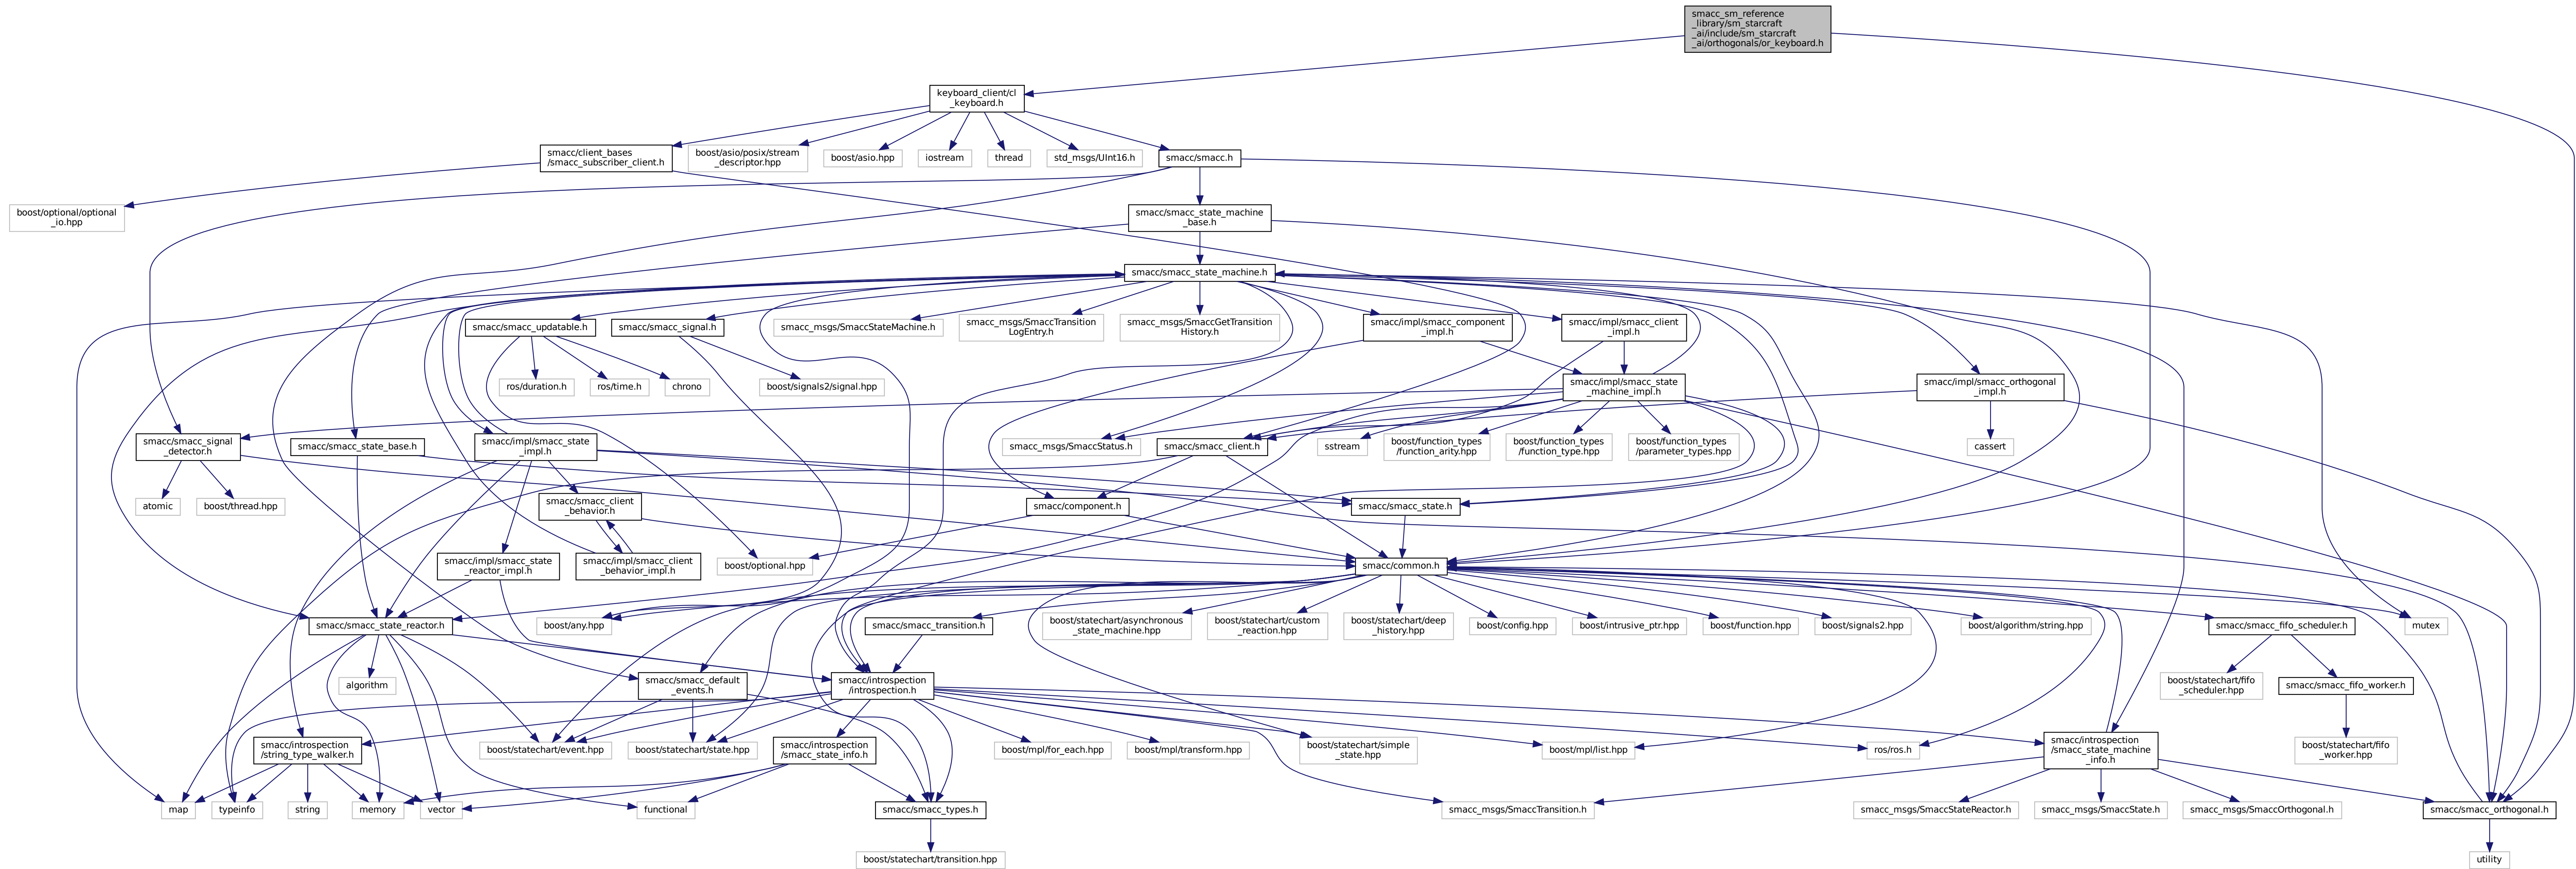 smacc_sm_reference
_library/sm_starcraft
_ai/include/sm_starcraft
_ai/orthogonals/or_keyboard.h
keyboard_client/cl
_keyboard.h
smacc/client_bases
/smacc_subscriber_client.h
boost/asio/posix/stream
_descriptor.hpp
boost/asio.hpp
iostream
thread
std_msgs/UInt16.h
smacc/smacc.h
boost/optional/optional
_io.hpp
smacc/smacc_state_machine
_base.h
smacc/smacc_state_machine.h
smacc/smacc_updatable.h
smacc/smacc_signal.h
smacc_msgs/SmaccStateMachine.h
smacc_msgs/SmaccTransition
LogEntry.h
smacc_msgs/SmaccGetTransition
History.h
smacc/impl/smacc_component
_impl.h
smacc/impl/smacc_client
_impl.h
ros/duration.h
ros/time.h
chrono
boost/signals2/signal.hpp
smacc/impl/smacc_state
_machine_impl.h
smacc/impl/smacc_orthogonal
_impl.h
smacc/smacc_signal
_detector.h
smacc/smacc_state_base.h
smacc/impl/smacc_state
_impl.h
smacc_msgs/SmaccStatus.h
smacc/smacc_client.h
sstream
boost/function_types
/function_arity.hpp
boost/function_types
/function_type.hpp
boost/function_types
/parameter_types.hpp
cassert
atomic
boost/thread.hpp
smacc/smacc_client
_behavior.h
smacc/component.h
smacc/smacc_state.h
smacc/impl/smacc_state
_reactor_impl.h
smacc/impl/smacc_client
_behavior_impl.h
boost/optional.hpp
smacc/common.h
smacc/smacc_state_reactor.h
boost/any.hpp
smacc/smacc_transition.h
boost/statechart/asynchronous
_state_machine.hpp
boost/statechart/custom
_reaction.hpp
boost/statechart/deep
_history.hpp
boost/config.hpp
boost/intrusive_ptr.hpp
boost/function.hpp
boost/signals2.hpp
boost/algorithm/string.hpp
smacc/smacc_fifo_scheduler.h
mutex
algorithm
smacc/smacc_default
_events.h
smacc/introspection
/introspection.h
boost/statechart/fifo
_scheduler.hpp
smacc/smacc_fifo_worker.h
smacc/introspection
/string_type_walker.h
boost/statechart/event.hpp
boost/statechart/state.hpp
smacc/introspection
/smacc_state_info.h
boost/mpl/for_each.hpp
boost/mpl/transform.hpp
boost/statechart/simple
_state.hpp
boost/mpl/list.hpp
ros/ros.h
smacc/introspection
/smacc_state_machine
_info.h
boost/statechart/fifo
_worker.hpp
map
typeinfo
string
memory
vector
functional
smacc/smacc_types.h
smacc_msgs/SmaccTransition.h
smacc_msgs/SmaccStateReactor.h
smacc_msgs/SmaccState.h
smacc_msgs/SmaccOrthogonal.h
smacc/smacc_orthogonal.h
boost/statechart/transition.hpp
utility